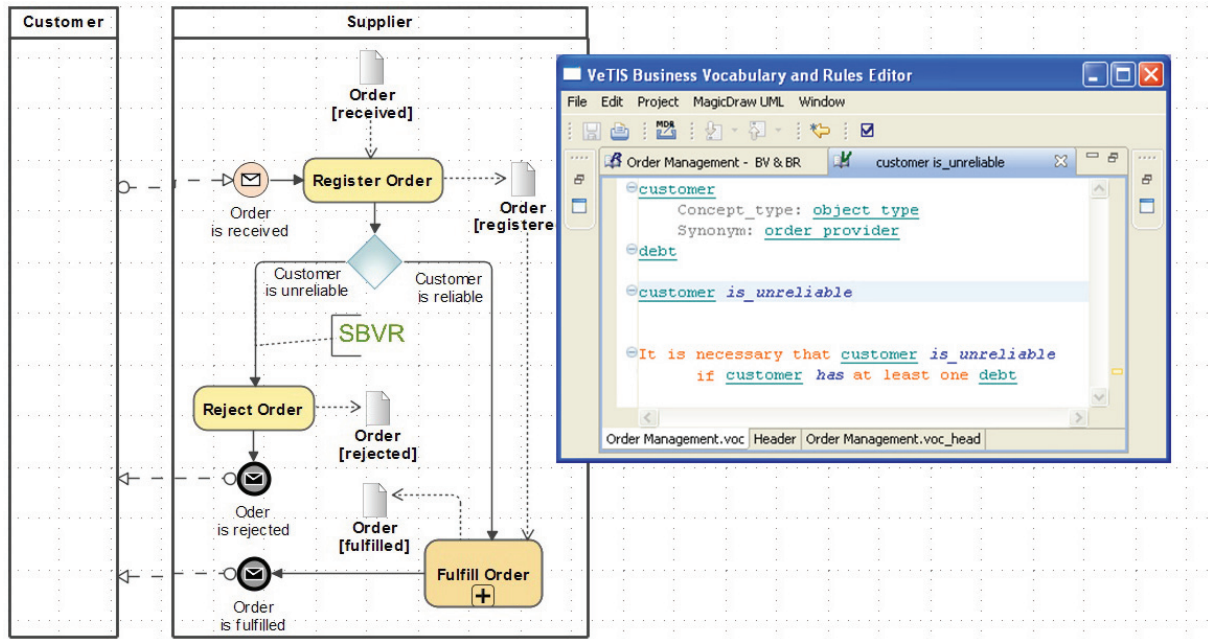 Customer
Supplier
Order
[received]
Register Order
Order
is received
Order
[registere
Customer
is unreliable
Customer
is reliable
SBVR
Reject Order
Order
[rejected]
Oder
is rejected
Order
[fulfilled]
Fulfill Order
Order
is fulfilled
VeTIS Business Vocabulary and Rules Editor
File Edit Project MagicDraw UML Window
MDR
Order Management - BV & BR
customer is_unreliable
customer
Concept_type: object type
Synonym: order provider
debt
customer is_unreliable
It is necessary that customer is_unreliable
if customer has at least one debt
Order Management.voc Header Order Management.voc_head